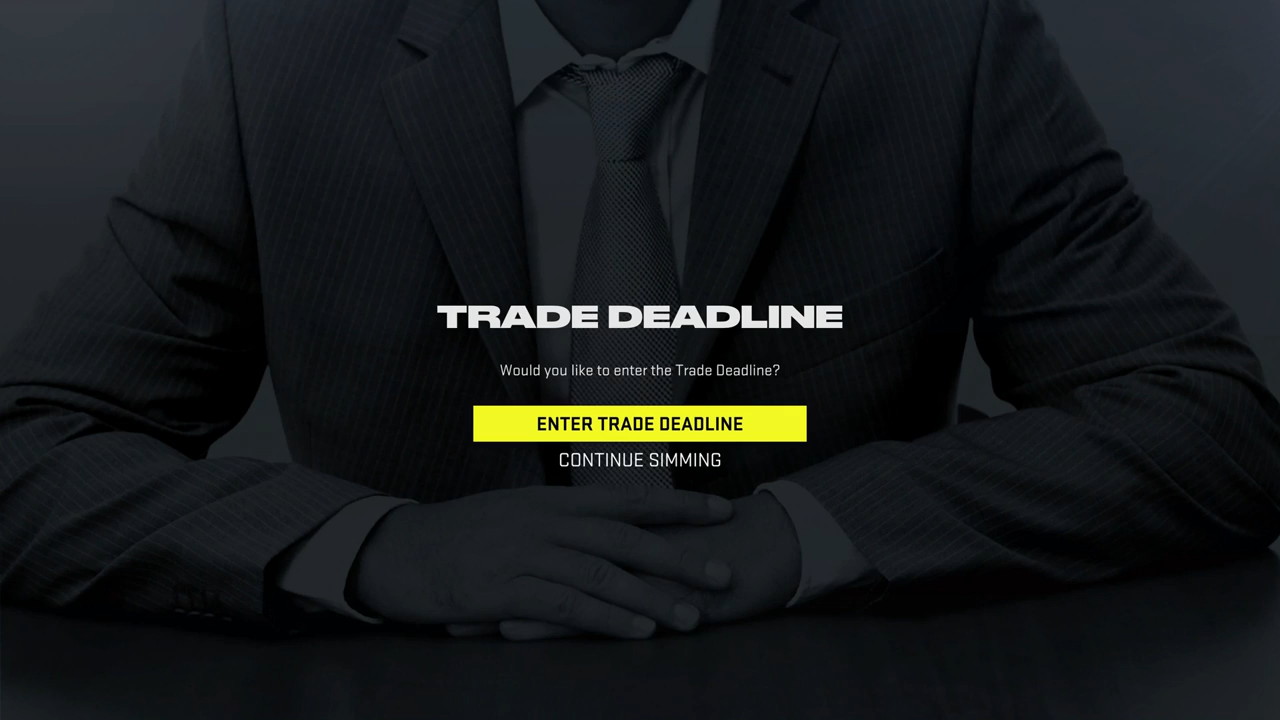 TRADE DEADLINE
Would you like to enter the Trade Deadline?
ENTER TRADE DEADLINE
CONTINUE SIMMING